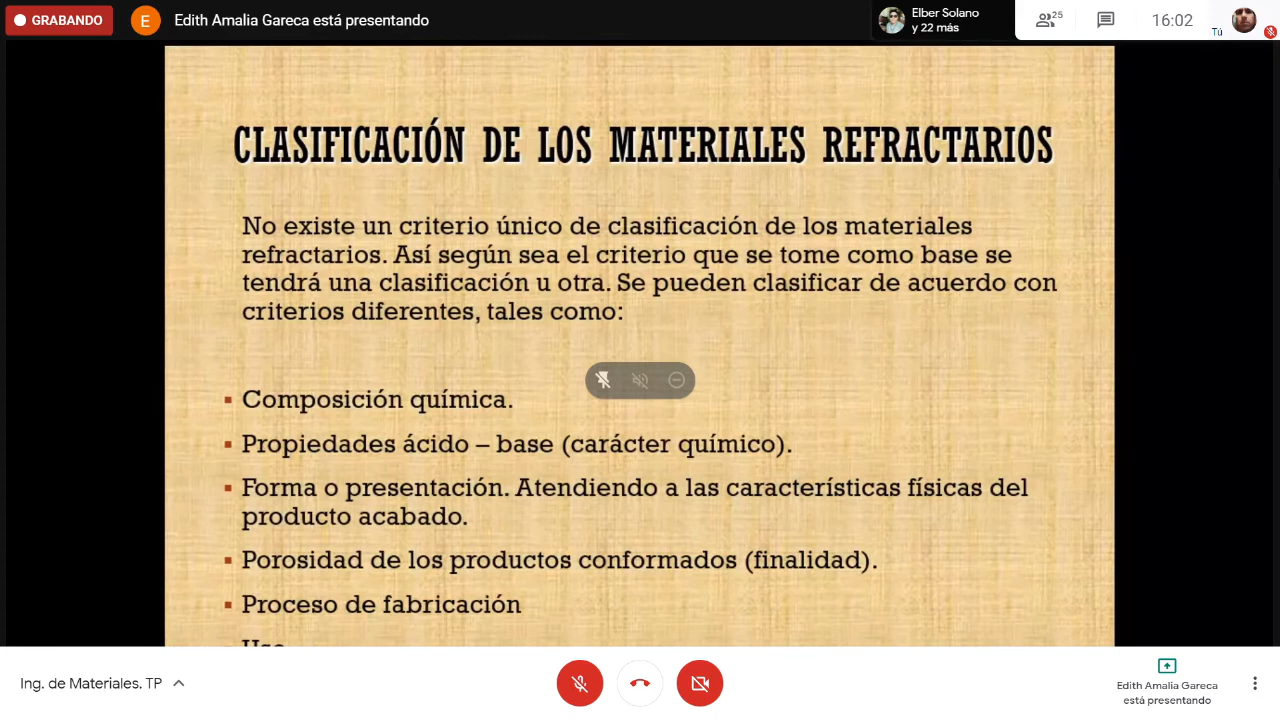 GRABANDO
E
Edith Amalia Gareca está presentando
Elber Solano
y 22 más
25
16:02
Tú
CLASIFICACIÓN DE LOS MATERIALES REFRACTARIOS
No existe un criterio único de clasificación de los materiales
refractarios. Así según sea el criterio que se tome como base se
tendrá una clasificación u otra. Se pueden clasificar de acuerdo con
criterios diferentes, tales como:
▪ Composición química.
▪ Propiedades ácido – base (carácter químico).
▪ Forma o presentación. Atendiendo a las características físicas del
producto acabado.
▪ Porosidad de los productos conformados (finalidad).
▪ Proceso de fabricación
Ing. de Materiales. TP
Edith Amalia Gareca
está presentando